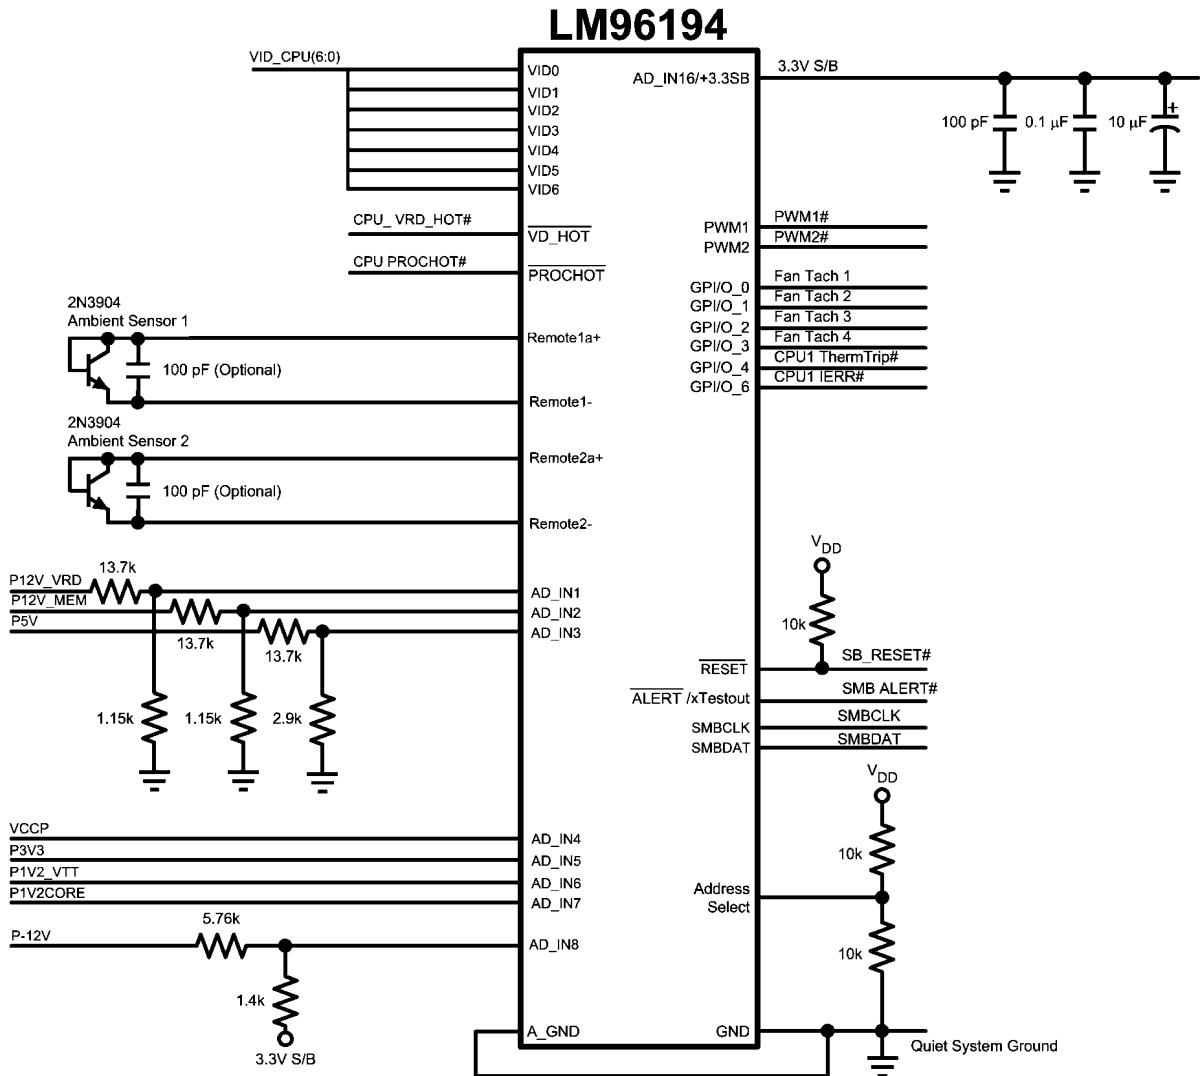 LM96194
VID_CPU(6:0)
VID0
VID1
VID2
VID3
VID4
VID5
VID6
CPU_ VRD_HOT#
VD_HOT
CPU PROCHOT#
PROCHOT
2N3904
Ambient Sensor 1
100 pF (Optional)
Remote1a+
Remote1-
2N3904
Ambient Sensor 2
100 pF (Optional)
Remote2a+
Remote2-
P12V_VRD
13.7k
AD_IN1
P12V_MEM
13.7k
AD_IN2
P5V
13.7k
AD_IN3
1.15k
1.15k
2.9k
VCCP
AD_IN4
P3V3
AD_IN5
P1V2_VTT
AD_IN6
P1V2CORE
AD_IN7
P-12V
5.76k
AD_IN8
1.4k
3.3V S/B
A_GND
AD_IN16/+3.3SB
3.3V S/B
100 pF
0.1 µF
10 µF
+
PWM1
PWM1#
PWM2
PWM2#
GPI/O_0
Fan Tach 1
GPI/O_1
Fan Tach 2
GPI/O_2
Fan Tach 3
GPI/O_3
Fan Tach 4
GPI/O_4
CPU1 ThermTrip#
GPI/O_6
CPU1 IERR#
VDD
10k
RESET
SB_RESET#
ALERT /xTestout
SMB ALERT#
SMBCLK
SMBCLK
SMBDAT
SMBDAT
VDD
10k
Address
Select
10k
GND
Quiet System Ground